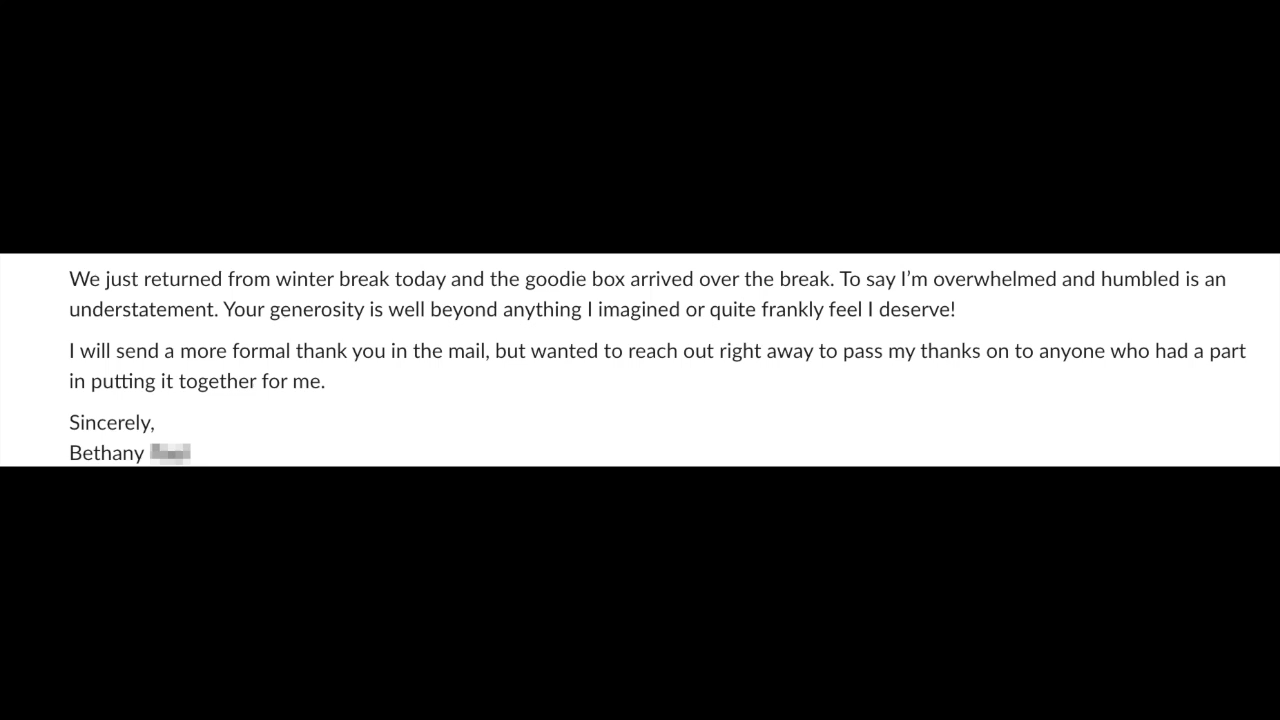 We just returned from winter break today and the goodie box arrived over the break. To say I’m overwhelmed and humbled is an
understatement. Your generosity is well beyond anything I imagined or quite frankly feel I deserve!
I will send a more formal thank you in the mail, but wanted to reach out right away to pass my thanks on to anyone who had a part
in putting it together for me.
Sincerely,
Bethany